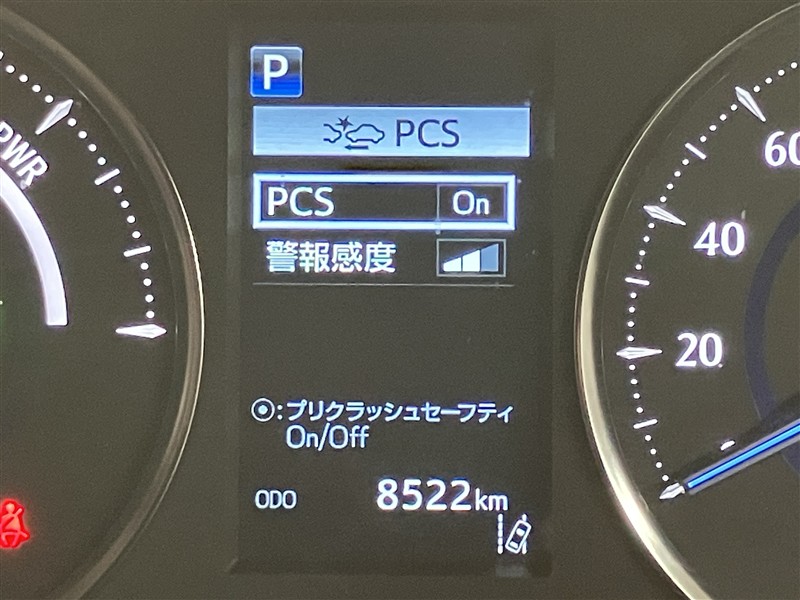 P
PCS
PCS On
警報感度
⦿:プリクラッシュセーフティ
On/Off
ODO 8522km
PWR
60
40
20